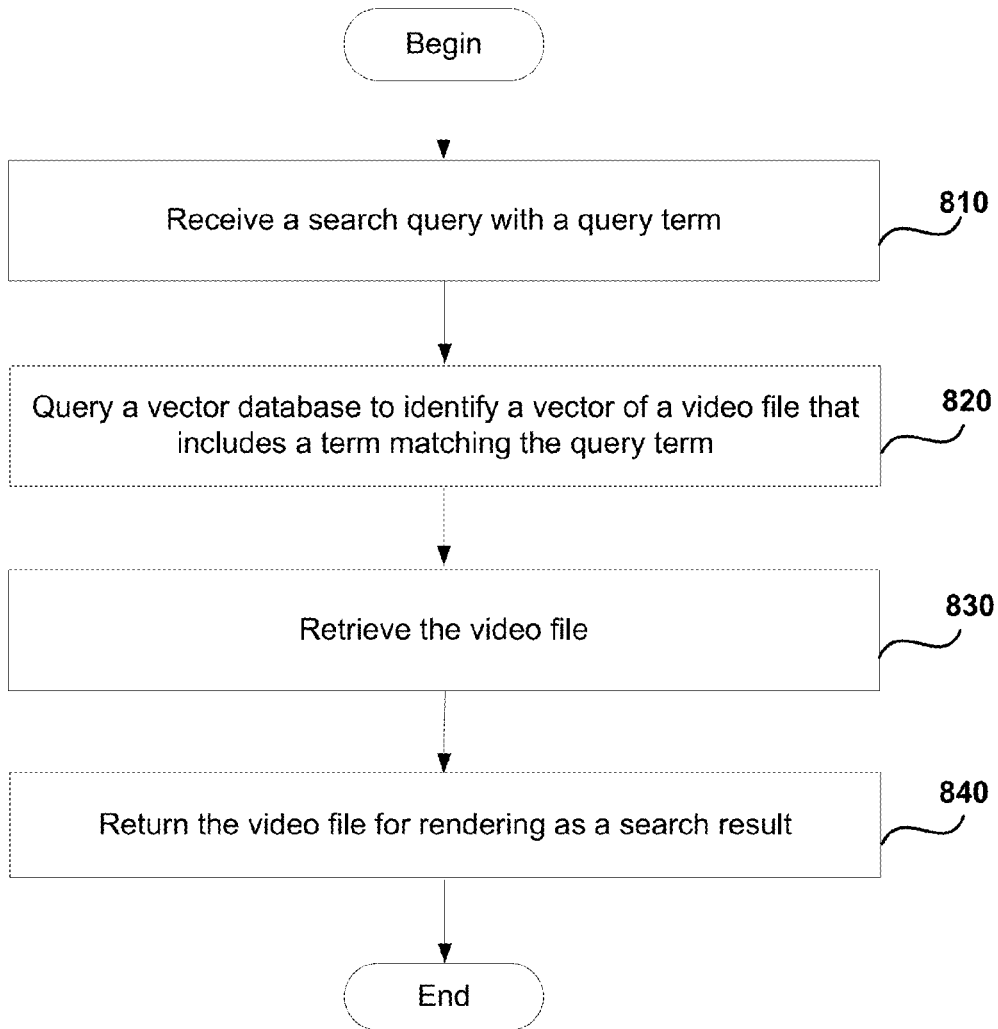 Begin
Receive a search query with a query term
810
Query a vector database to identify a vector of a video file that
includes a term matching the query term
820
Retrieve the video file
830
Return the video file for rendering as a search result
840
End